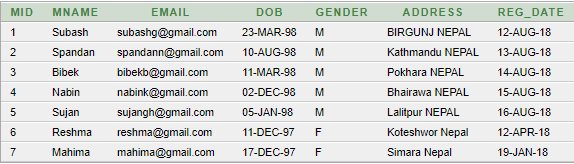 MID MNAME EMAIL DOB GENDER ADDRESS REG_DATE
1 Subash subashg@gmail.com 23-MAR-98 M BIRGUNJ NEPAL 12-AUG-18
2 Spandan spandann@gmail.com 10-AUG-98 M Kathmandu NEPAL 13-AUG-18
3 Bibek bibekb@gmail.com 11-MAR-98 M Pokhara NEPAL 14-AUG-18
4 Nabin nabink@gmail.com 02-DEC-98 M Bhairawa NEPAL 15-AUG-18
5 Sujan sujangh@gmail.com 05-JAN-98 M Lalitpur NEPAL 16-AUG-18
6 Reshma reshma@gmail.com 11-DEC-97 F Koteshwor Nepal 12-APR-18
7 Mahima mahima@gmail.com 17-DEC-97 F Simara Nepal 19-JAN-18